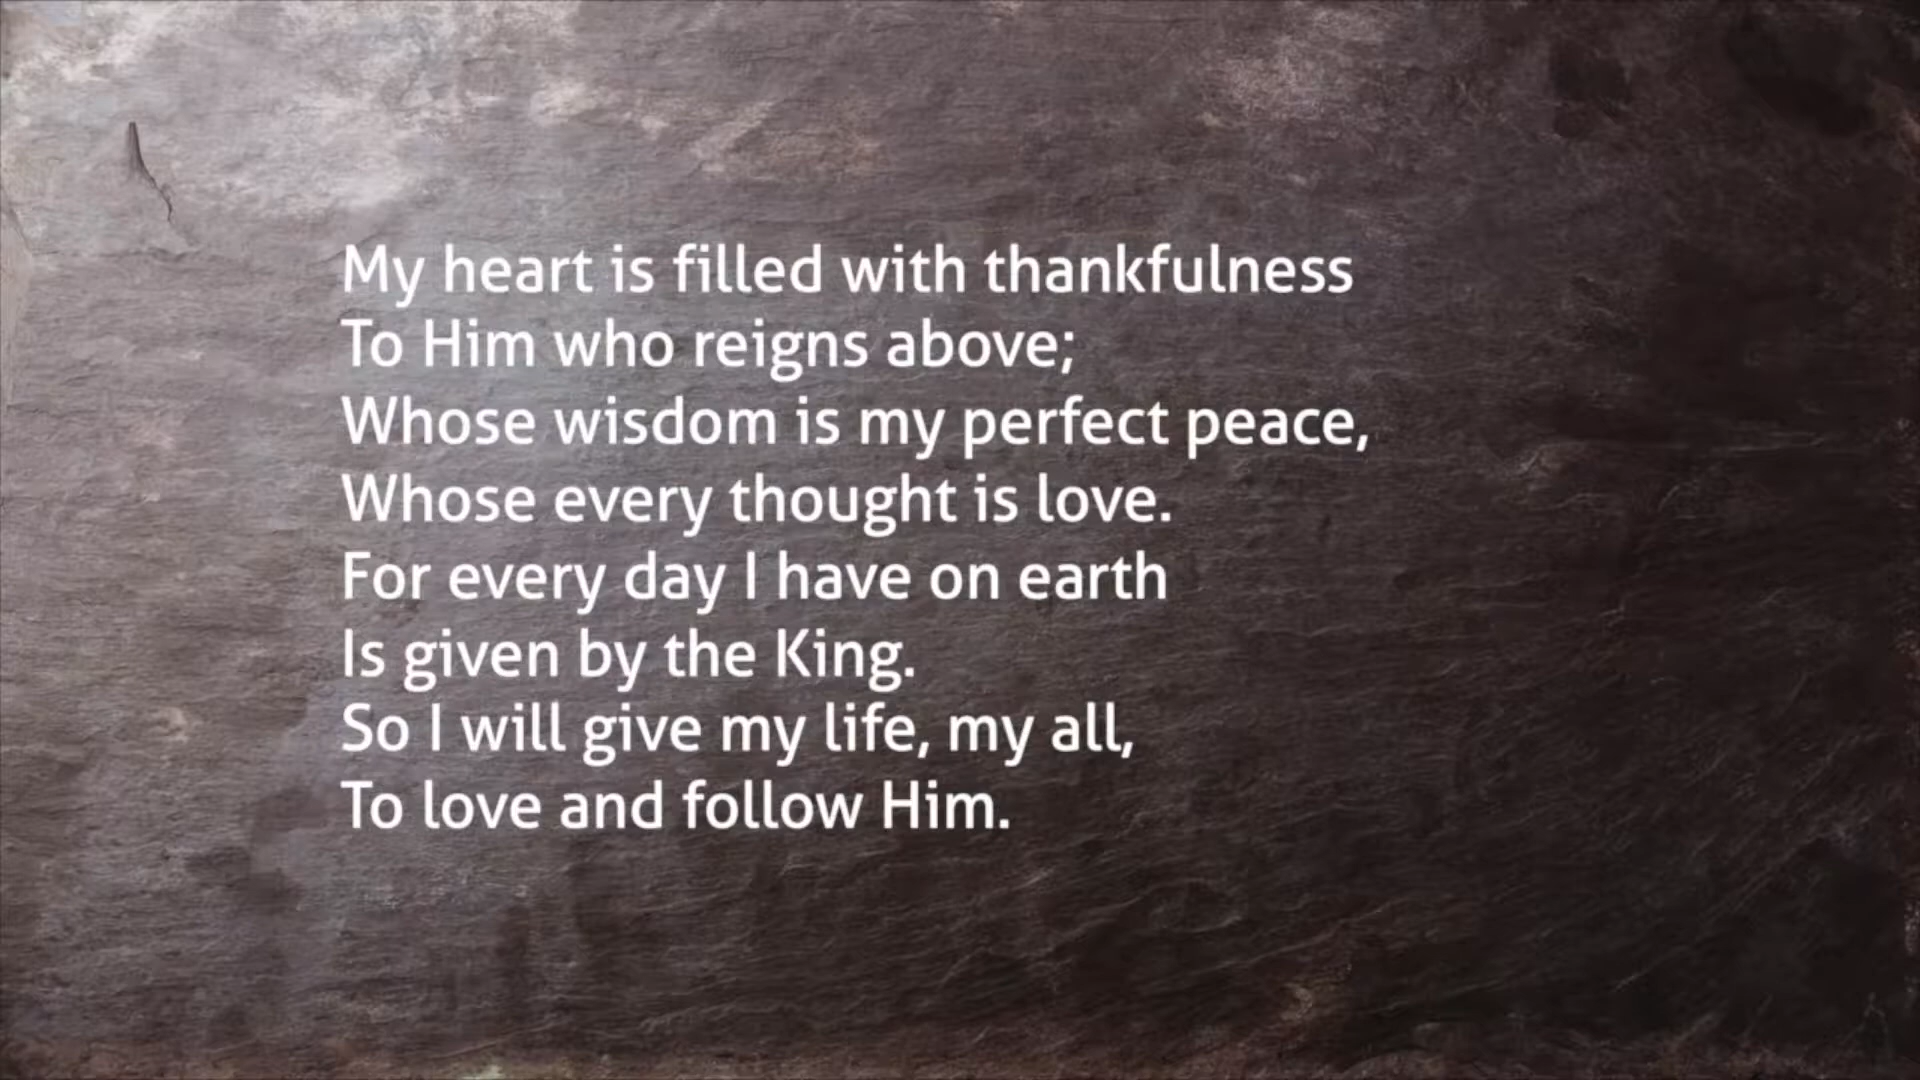 My heart is filled with thankfulness
To Him who reigns above;
Whose wisdom is my perfect peace,
Whose every thought is love.
For every day I have on earth
Is given by the King.
So I will give my life, my all,
To love and follow Him.